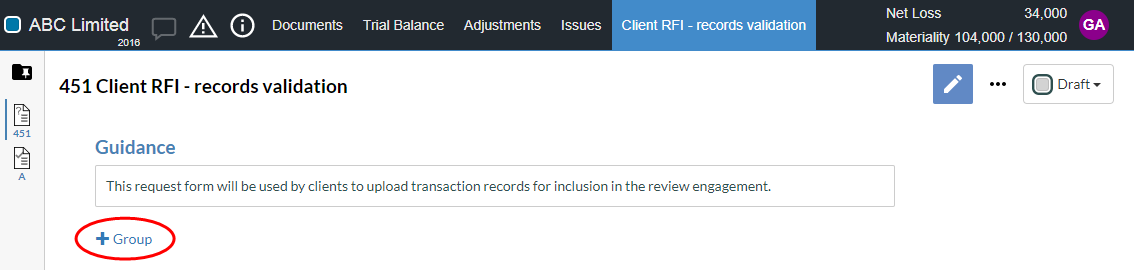 ABC Limited
2016
Documents
Trial Balance
Adjustments
Issues
Client RFI - records validation
Net Loss 34,000
Materiality 104,000 / 130,000
GA
451 Client RFI - records validation
Draft
451
A
Guidance
This request form will be used by clients to upload transaction records for inclusion in the review engagement.
+ Group